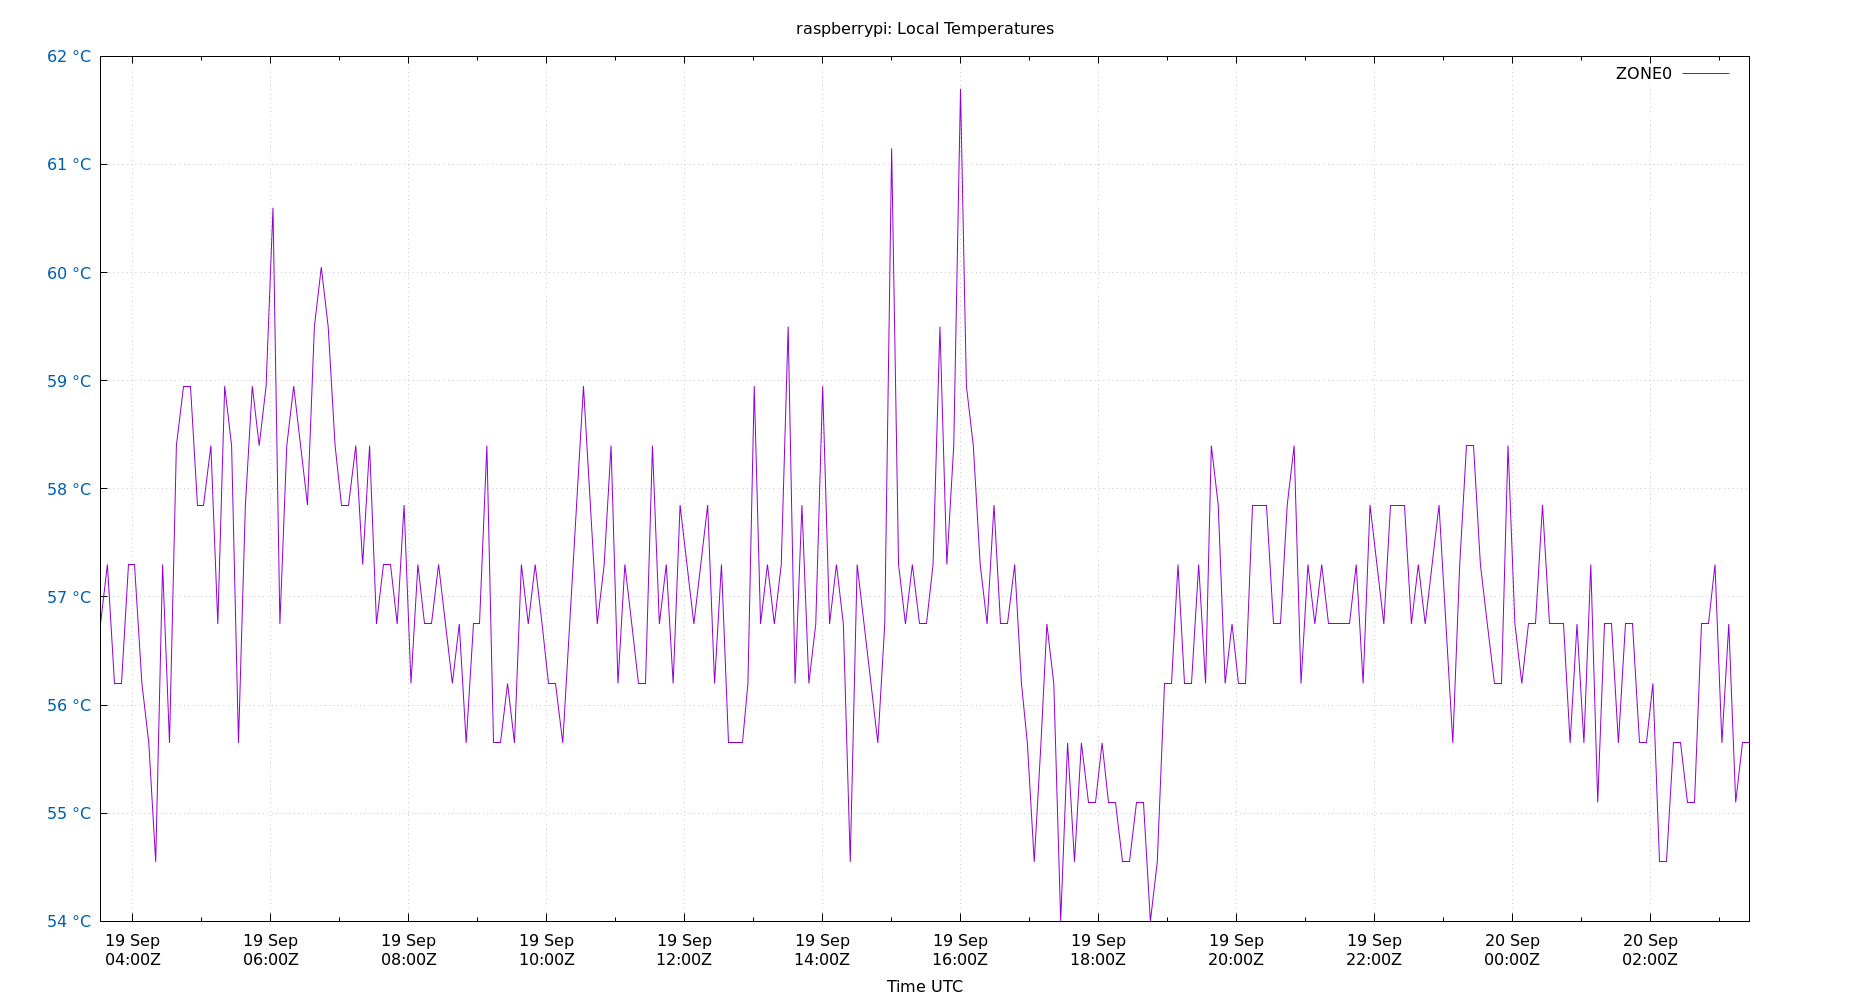 raspberrypi: Local Temperatures
62 °C
ZONE0
61 °C
60 °C
59 °C
58 °C
57 °C
56 °C
55 °C
54 °C
19 Sep 19 Sep 19 Sep 19 Sep 19 Sep 19 Sep 19 Sep 19 Sep 19 Sep 19 Sep 20 Sep 20 Sep
04:00Z 06:00Z 08:00Z 10:00Z 12:00Z 14:00Z 16:00Z 18:00Z 20:00Z 22:00Z 00:00Z 02:00Z
Time UTC